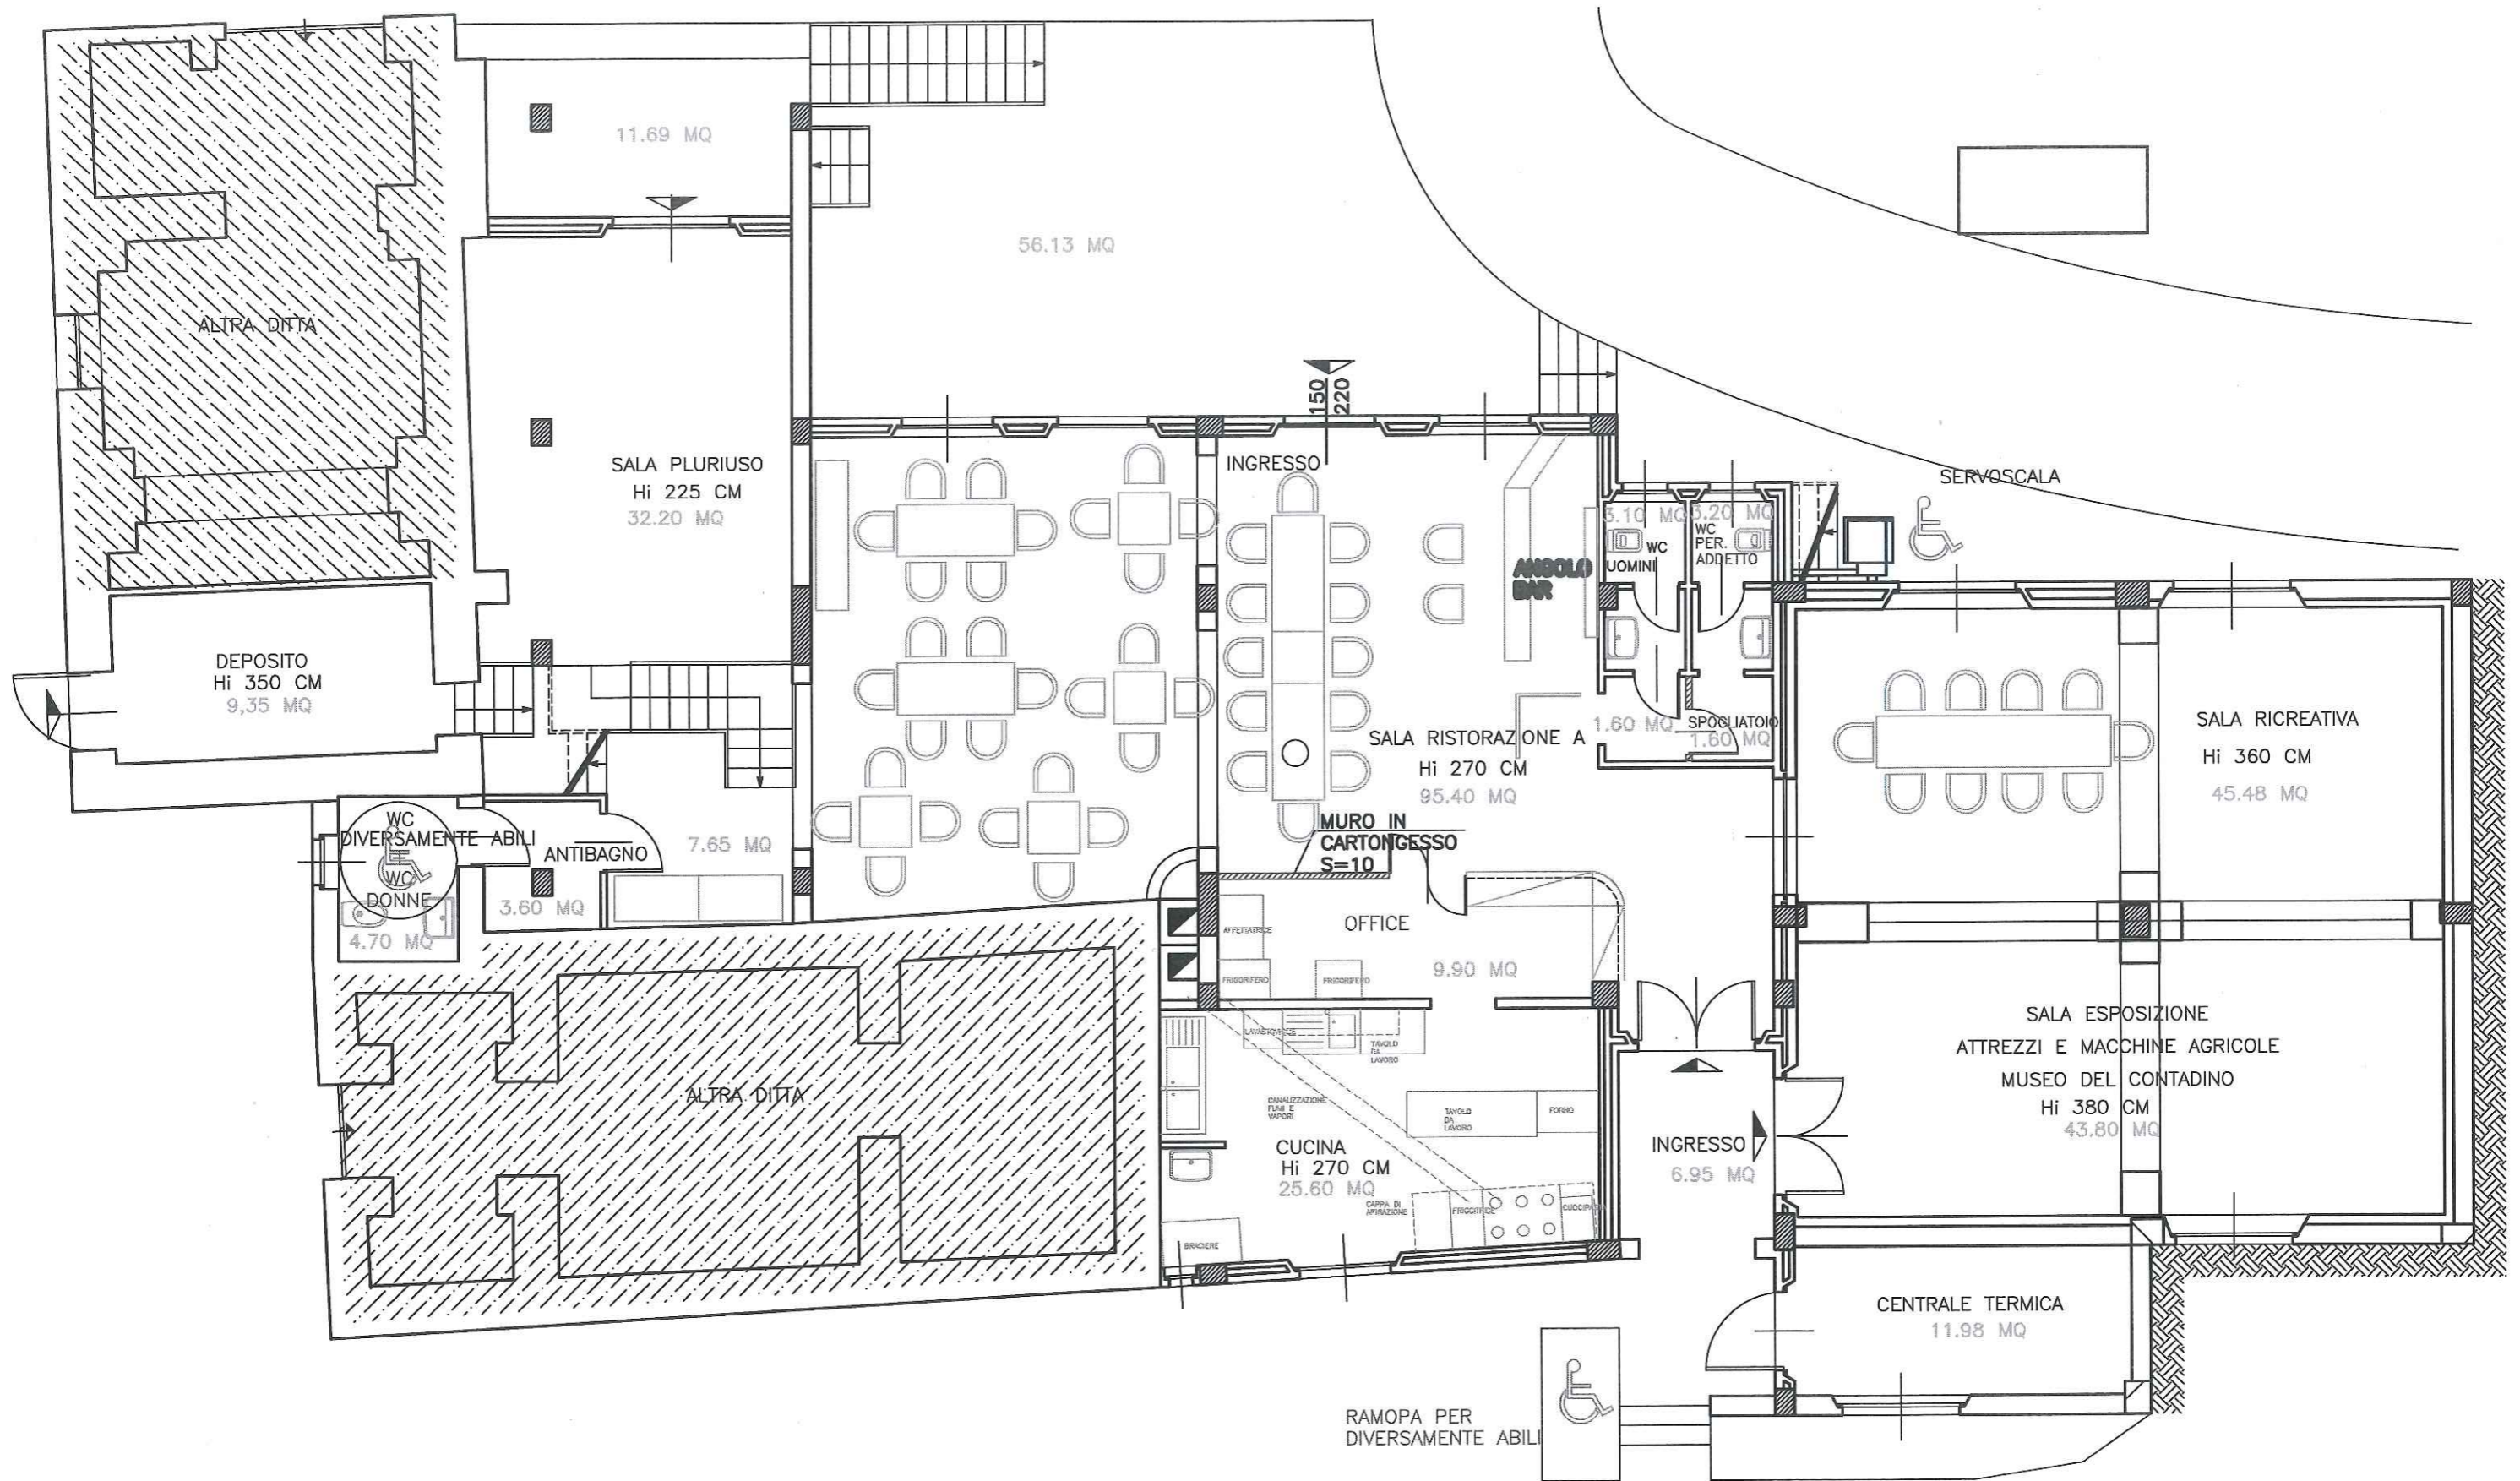 11.69 MQ
56.13 MQ
ALTRA DITTA
150
220
SALA PLURIUSO
Hi 225 CM
32.20 MQ
INGRESSO
SERVOSCALA
3.10 MQ
3.20 MQ
WC
UOMINI
WC
PER.
ADDETTO
ANGOLO
BAR
DEPOSITO
Hi 350 CM
9,35 MQ
1.60 MQ
SPOGLIATOIO
1.60 MQ
SALA RISTORAZIONE A
Hi 270 CM
95.40 MQ
SALA RICREATIVA
Hi 360 CM
45.48 MQ
MURO IN
CARTONGESSO
S=10
WC
DIVERSAMENTE ABILI
WC
DONNE
4.70 MQ
ANTIBAGNO
3.60 MQ
7.65 MQ
OFFICE
9.90 MQ
AFFETTATRICE
FRIGORIFERO
FRIGORIFERO
LAVASTOVIGLIE
TAVOLO
DA
LAVORO
CANALIZZAZIONE
FUMI E
VAPORI
TAVOLO
DA
LAVORO
FORNO
CUCINA
Hi 270 CM
25.60 MQ
CAPPA DI
ASPIRAZIONE
FRIGGITRICE
CUOCIPASTA
BRACIERE
ALTRA DITTA
INGRESSO
6.95 MQ
SALA ESPOSIZIONE
ATTREZZI E MACCHINE AGRICOLE
MUSEO DEL CONTADINO
Hi 380 CM
43.80 MQ
CENTRALE TERMICA
11.98 MQ
RAMOPA PER
DIVERSAMENTE ABILI